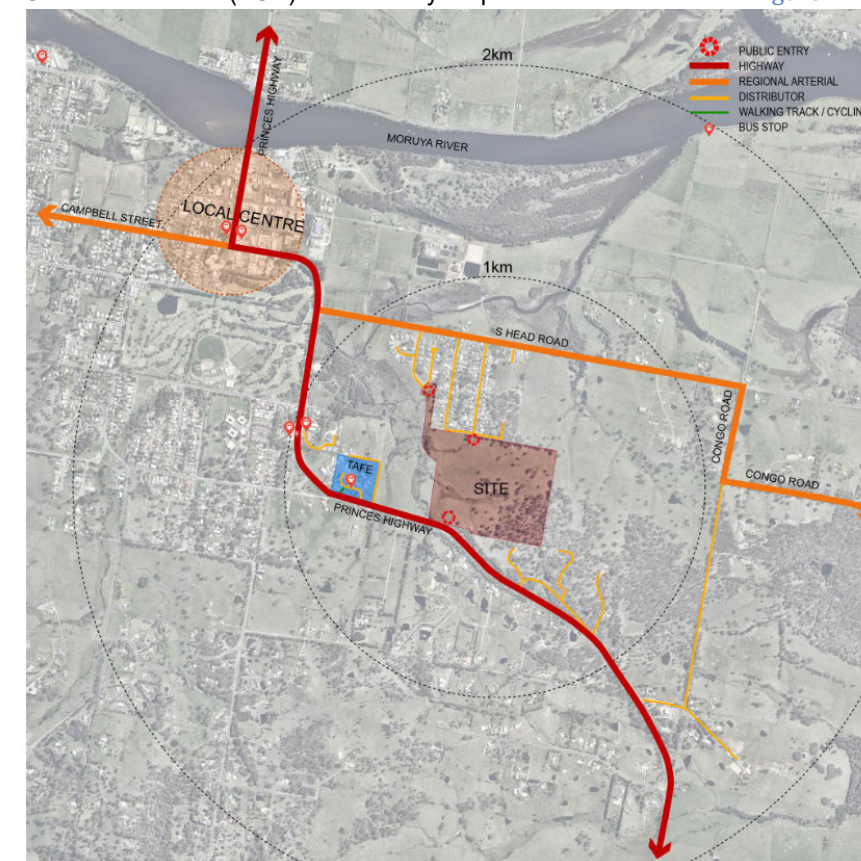 2km
PUBLIC ENTRY
HIGHWAY
REGIONAL ARTERIAL
DISTRIBUTOR
WALKING TRACK / CYCLIN
BUS STOP
PRINCES HIGHWAY
MORUYA RIVER
CAMPBELL STREET
LOCAL CENTRE
1km
S HEAD ROAD
CONGO ROAD
CONGO ROAD
TAFE
SITE
PRINCES HIGHWAY